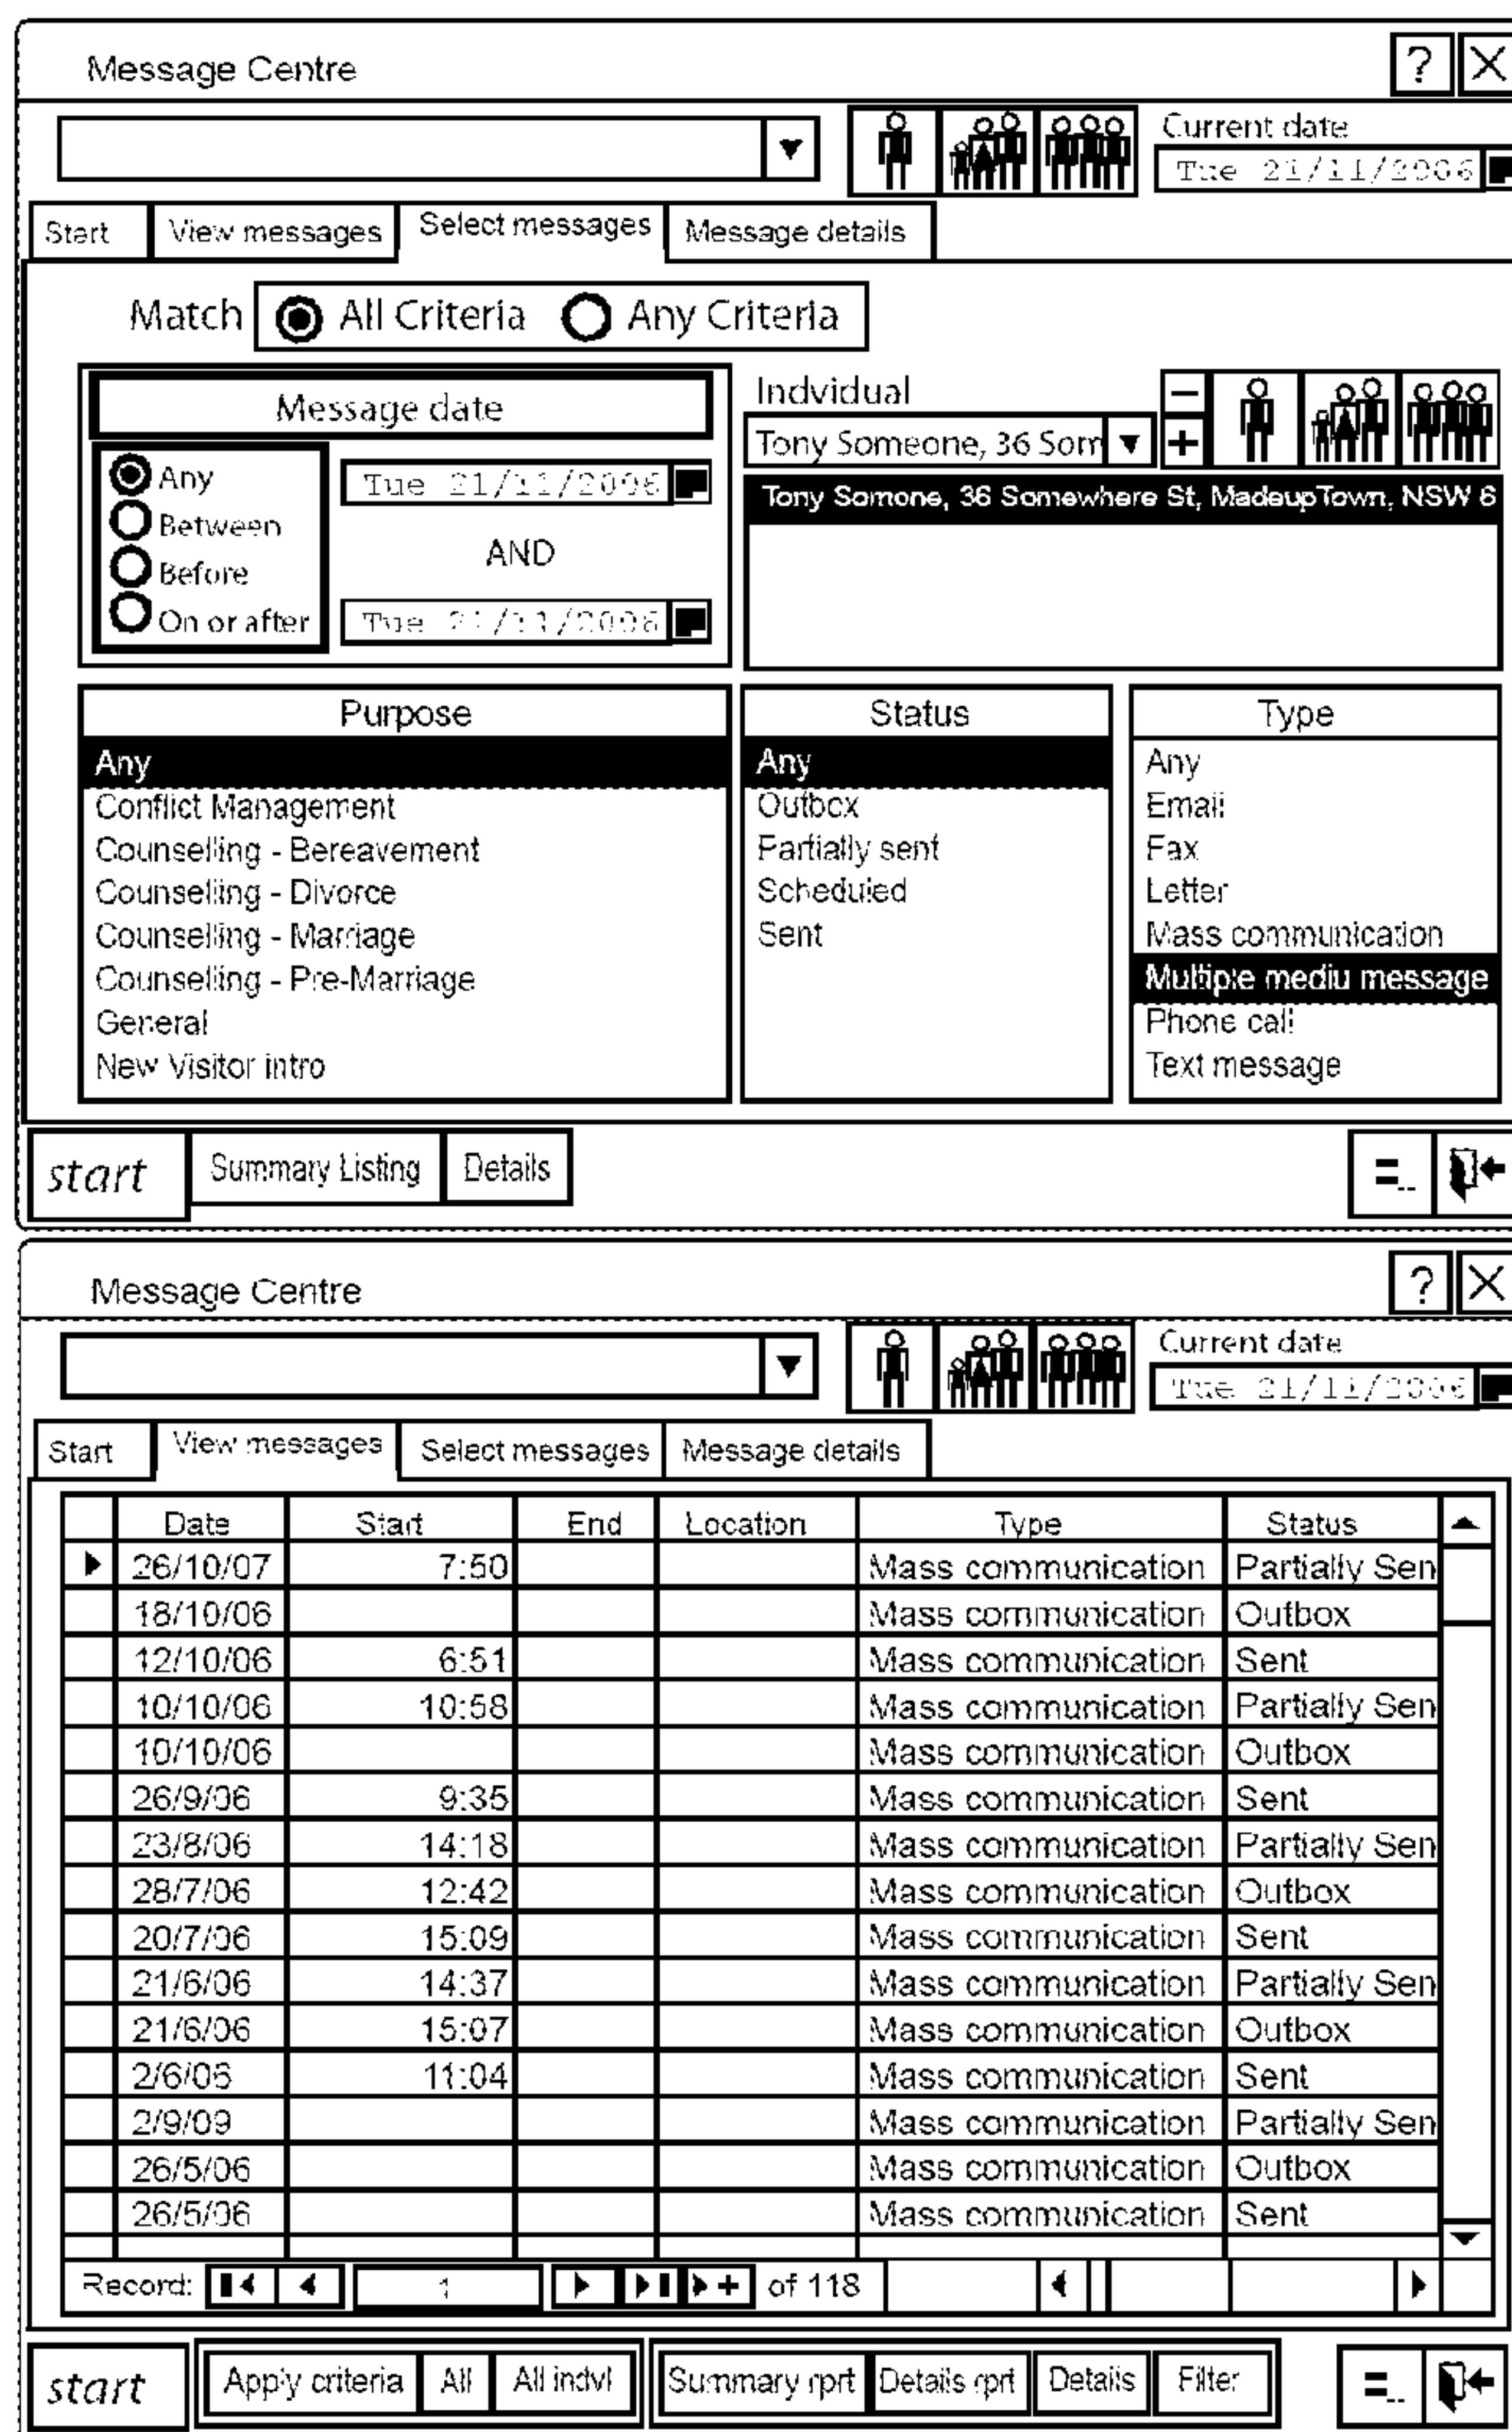 Message Centre ? X
Current date
Tue 21/11/2006
Start View messages Select messages Message details
Match All Criteria Any Criteria
Message date
Any
Between
Before
On or after
Tue 21/11/2006
AND
Tue 21/11/2006
Indvidual
Tony Someone, 36 Som
- +
Tony Somone, 36 Somewhere St, MadeupTown, NSW 6
Purpose
Any
Conflict Management
Counselling - Bereavement
Counselling - Divorce
Counselling - Marriage
Counselling - Pre-Marriage
General
New Visitor intro
Status
Any
Outbox
Partially sent
Scheduled
Sent
Type
Any
Email
Fax
Letter
Mass communication
Multiple mediu message
Phone call
Text message
start Summary Listing Details
Message Centre ? X
Current date
Tue 21/11/2006
Start View messages Select messages Message details
Date Start End Location Type Status
26/10/07 7:50 Mass communication Partially Sen
18/10/06 Mass communication Outbox
12/10/06 6:51 Mass communication Sent
10/10/06 10:58 Mass communication Partially Sen
10/10/06 Mass communication Outbox
26/9/06 9:35 Mass communication Sent
23/8/06 14:18 Mass communication Partially Sen
28/7/06 12:42 Mass communication Outbox
20/7/06 15:09 Mass communication Sent
21/6/06 14:37 Mass communication Partially Sen
21/6/06 15:07 Mass communication Outbox
2/6/06 11:04 Mass communication Sent
2/9/09 Mass communication Partially Sen
26/5/06 Mass communication Outbox
26/5/06 Mass communication Sent
Record: 1 of 118
start Apply criteria All All indvl Summary rprt Details rprt Details Filter